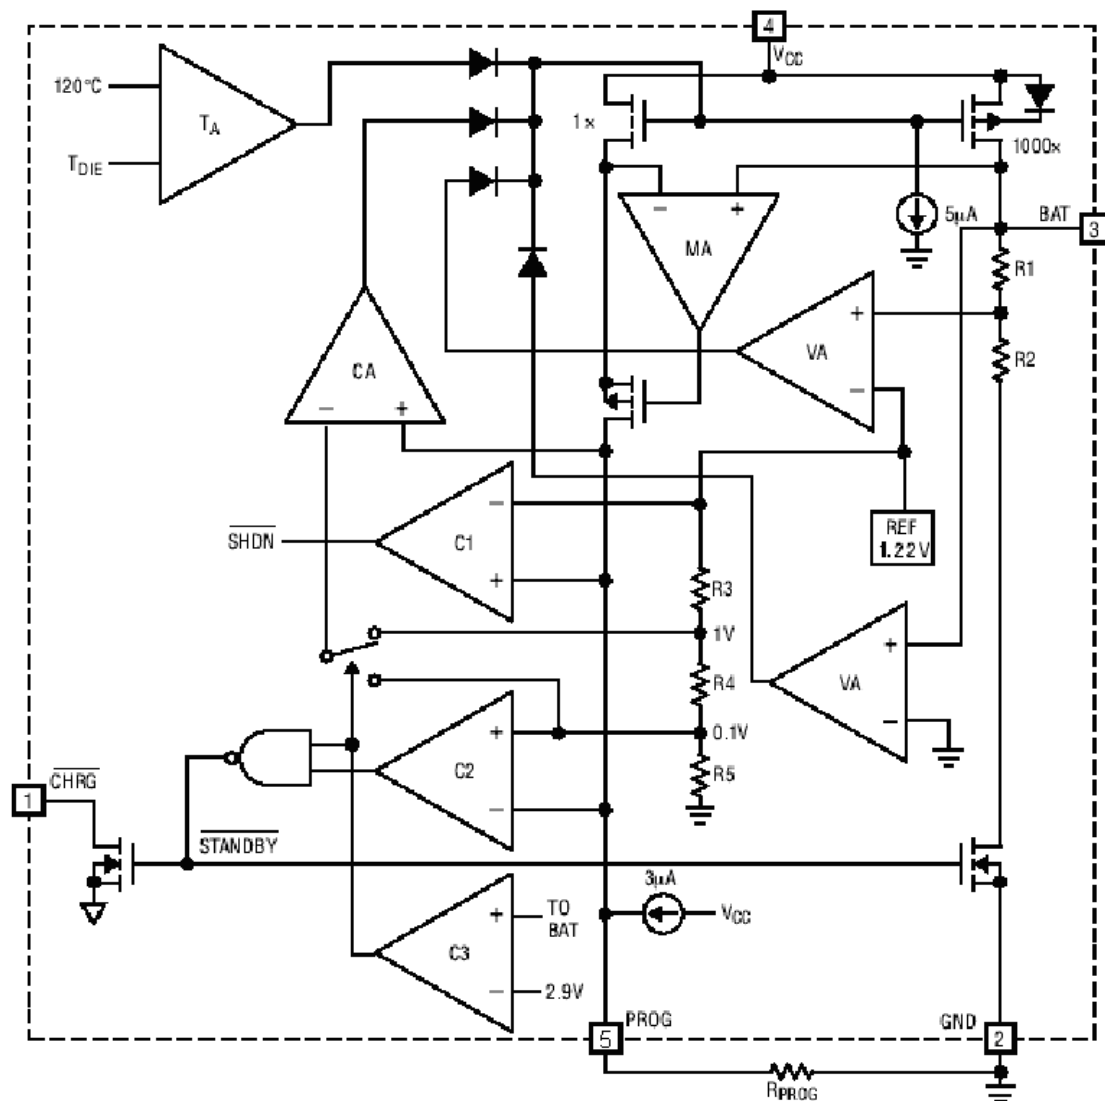 4
VCC
120°C
TA
TDIE
1×
1000×
5µA
BAT
3
− +
MA
R1
+
VA
−
R2
CA
− +
REF
1.22V
SHDN
−
C1
+
R3
1V
R4
+
VA
−
0.1V
R5
+
C2
−
CHRG
1
STANDBY
3µA
VCC
+
TO
BAT
C3
−
2.9V
PROG
5
GND
2
RPROG